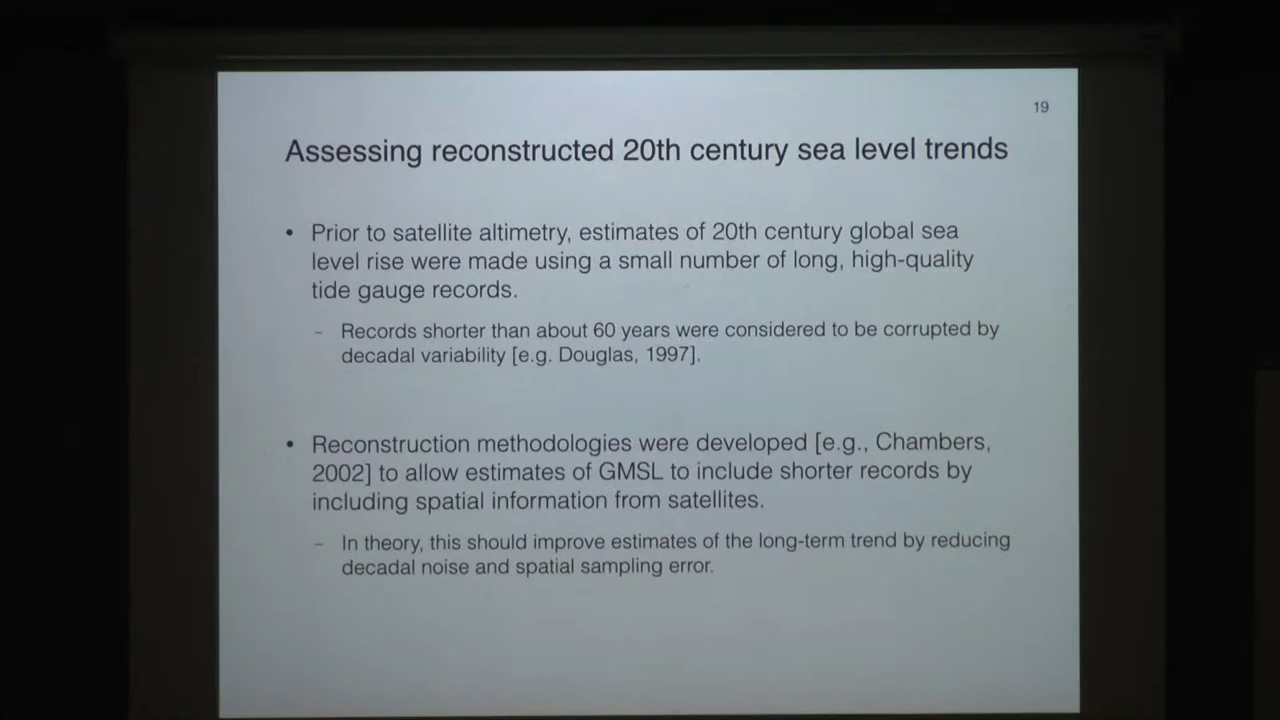 19
Assessing reconstructed 20th century sea level trends
• Prior to satellite altimetry, estimates of 20th century global sea
level rise were made using a small number of long, high-quality
tide gauge records.
– Records shorter than about 60 years were considered to be corrupted by
decadal variability [e.g. Douglas, 1997].
• Reconstruction methodologies were developed [e.g., Chambers,
2002] to allow estimates of GMSL to include shorter records by
including spatial information from satellites.
– In theory, this should improve estimates of the long-term trend by reducing
decadal noise and spatial sampling error.